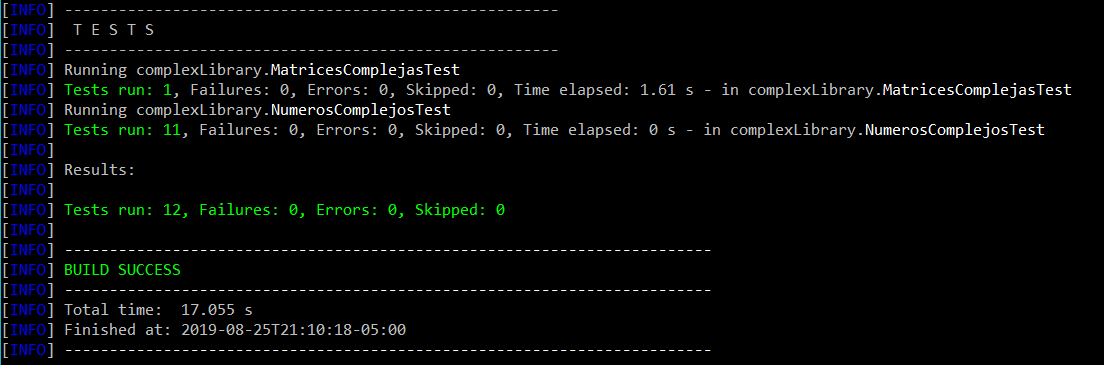 [INFO] -------------------------------------------------------
[INFO]  T E S T S
[INFO] -------------------------------------------------------
[INFO] Running complexLibrary.MatricesComplejasTest
[INFO] Tests run: 1, Failures: 0, Errors: 0, Skipped: 0, Time elapsed: 1.61 s - in complexLibrary.MatricesComplejasTest
[INFO] Running complexLibrary.NumerosComplejosTest
[INFO] Tests run: 11, Failures: 0, Errors: 0, Skipped: 0, Time elapsed: 0 s - in complexLibrary.NumerosComplejosTest
[INFO]
[INFO] Results:
[INFO]
[INFO] Tests run: 12, Failures: 0, Errors: 0, Skipped: 0
[INFO]
[INFO] ------------------------------------------------------------------------
[INFO] BUILD SUCCESS
[INFO] ------------------------------------------------------------------------
[INFO] Total time:  17.055 s
[INFO] Finished at: 2019-08-25T21:10:18-05:00
[INFO] ------------------------------------------------------------------------